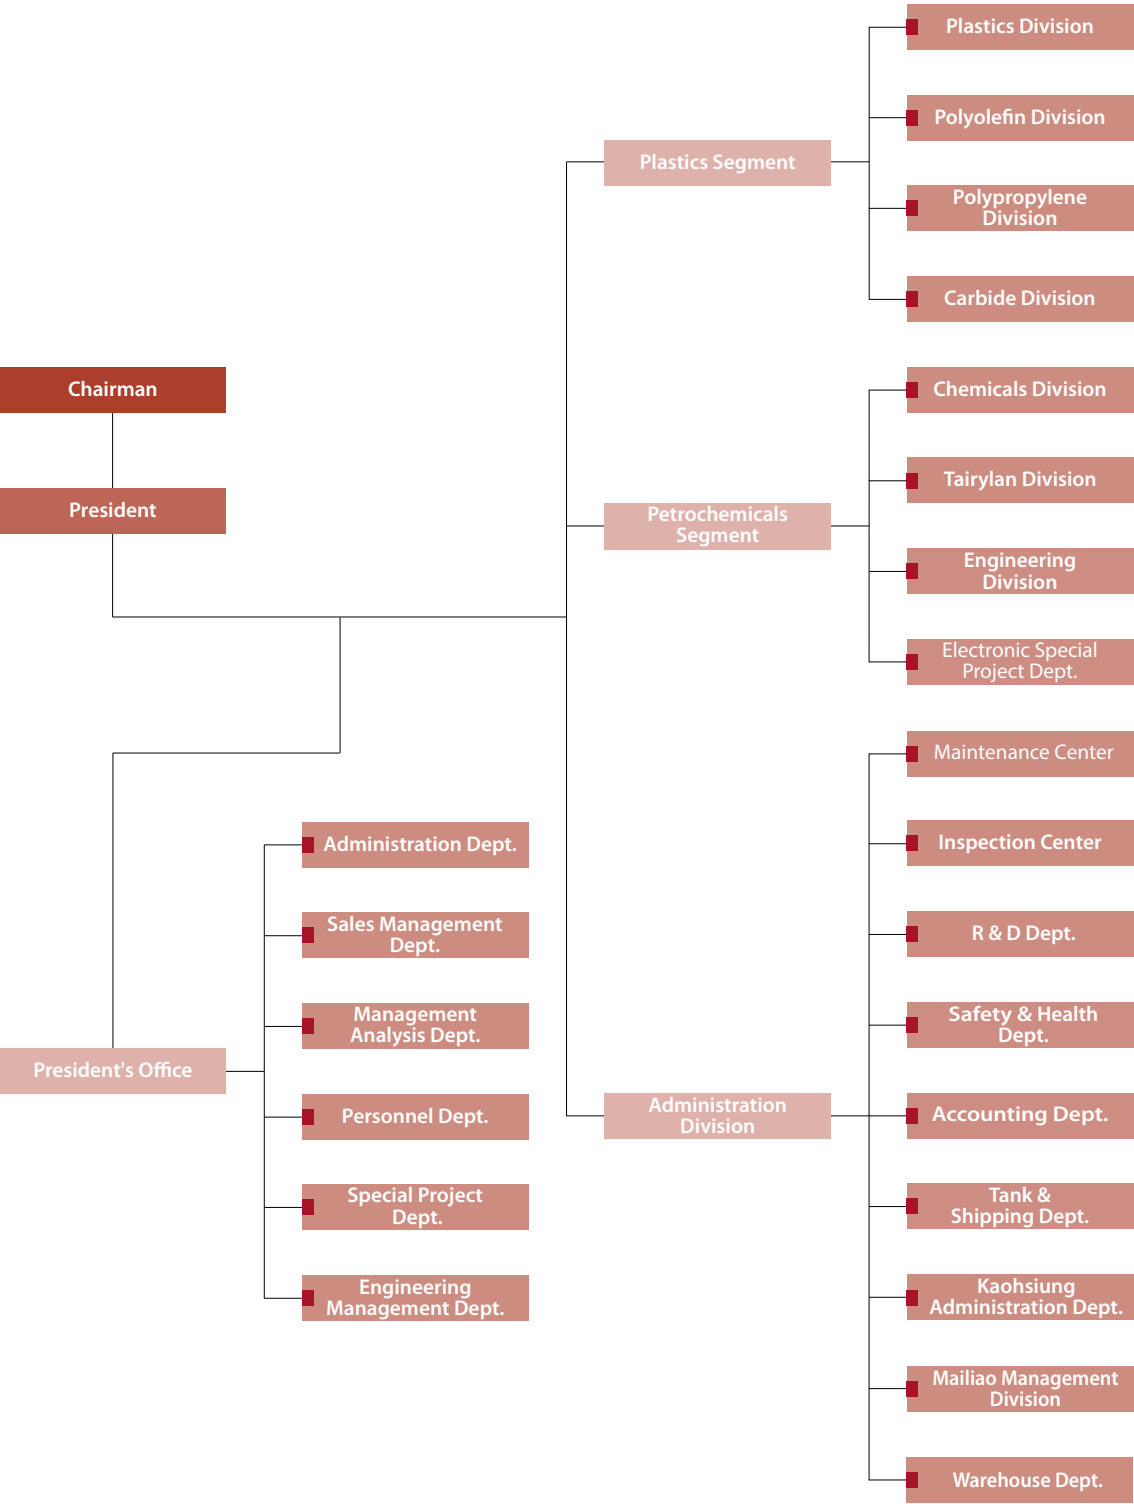 Chairman
President
President's Office
Administration Dept.
Sales Management
Dept.
Management
Analysis Dept.
Personnel Dept.
Special Project
Dept.
Engineering
Management Dept.
Plastics Segment
Plastics Division
Polyolefin Division
Polypropylene
Division
Carbide Division
Petrochemicals
Segment
Chemicals Division
Tairylan Division
Engineering
Division
Electronic Special
Project Dept.
Administration
Division
Maintenance Center
Inspection Center
R & D Dept.
Safety & Health
Dept.
Accounting Dept.
Tank &
Shipping Dept.
Kaohsiung
Administration Dept.
Mailiao Management
Division
Warehouse Dept.